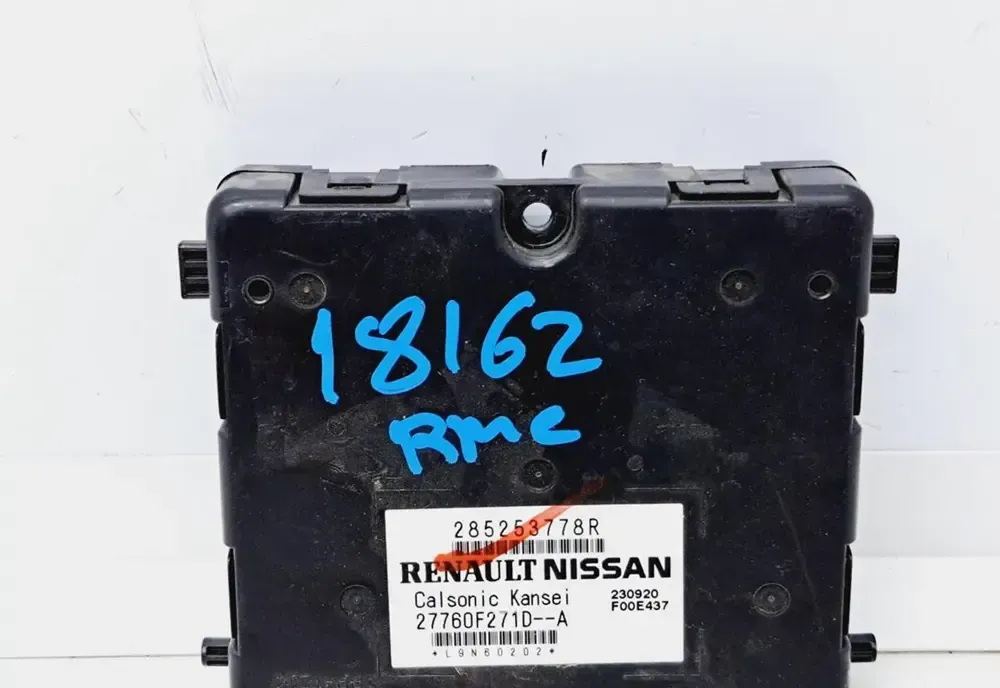 18162
RMC
285253778R
RENAULT NISSAN
Calsonic Kansei
230920
F00E437
27760F271D--A
*L9N60202*